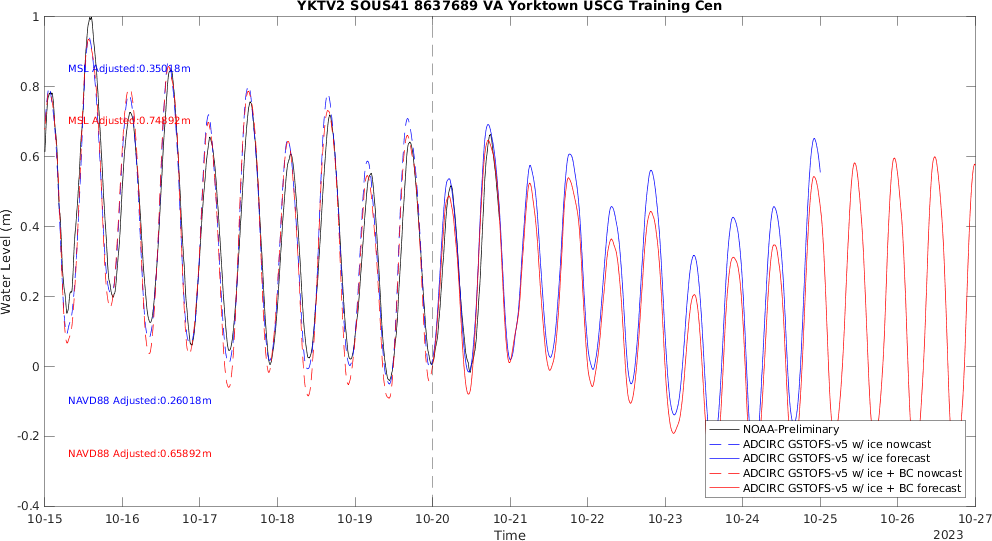 YKTV2 SOUS41 8637689 VA Yorktown USCG Training Cen
1
0.8
0.6
0.4
0.2
0
-0.2
-0.4
Water Level (m)
MSL Adjusted:0.35018m
MSL Adjusted:0.74892m
NAVD88 Adjusted:0.26018m
NAVD88 Adjusted:0.65892m
NOAA-Preliminary
ADCIRC GSTOFS-v5 w/ ice nowcast
ADCIRC GSTOFS-v5 w/ ice forecast
ADCIRC GSTOFS-v5 w/ ice + BC nowcast
ADCIRC GSTOFS-v5 w/ ice + BC forecast
10-15 10-16 10-17 10-18 10-19 10-20 10-21 10-22 10-23 10-24 10-25 10-26 10-27
Time
2023